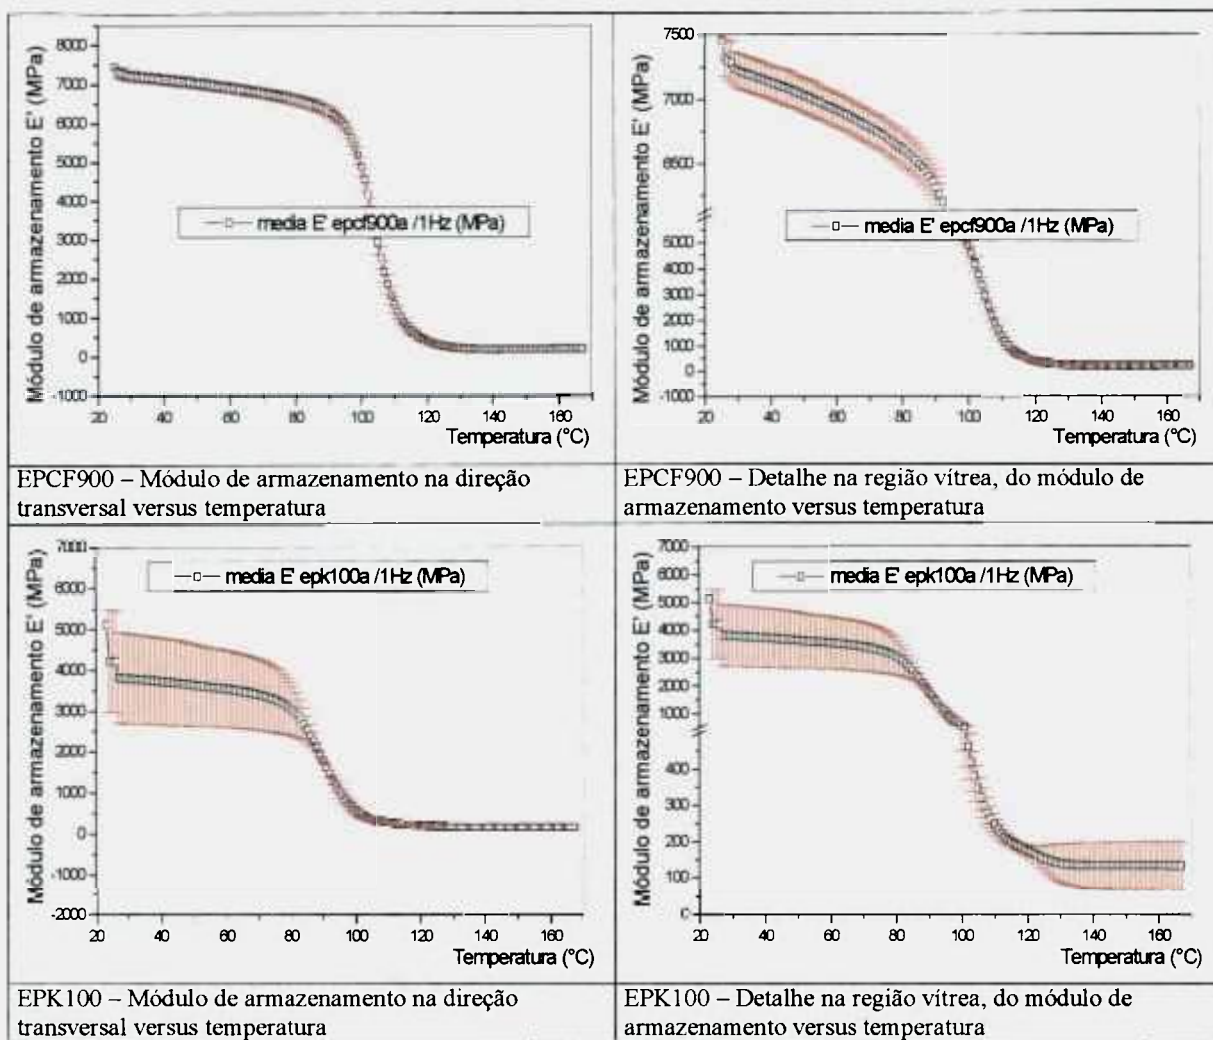 Módulo de armazenamento E' (MPa)
8000
7000
6000
5000
4000
3000
2000
1000
0
-1000
20 40 60 80 100 120 140 160
Temperatura (°C)
media E' epcf900a /1Hz (MPa)
Módulo de armazenamento E' (MPa)
7500
7000
6500
5000
4000
3000
2000
1000
0
-1000
20 40 60 80 100 120 140 160
Temperatura (°C)
media E' epcf900a /1Hz (MPa)
EPCF900 – Módulo de armazenamento na direção
transversal versus temperatura
EPCF900 – Detalhe na região vítrea, do módulo de
armazenamento versus temperatura
Módulo de armazenamento E' (MPa)
7000
6000
5000
4000
3000
2000
1000
0
-1000
-2000
20 40 60 80 100 120 140 160
Temperatura (°C)
media E' epk100a /1Hz (MPa)
Módulo de armazenamento E' (MPa)
7000
6000
5000
4000
3000
2000
1000
400
300
200
100
0
20 40 60 80 100 120 140 160
Temperatura (°C)
media E' epk100a /1Hz (MPa)
EPK100 – Módulo de armazenamento na direção
transversal versus temperatura
EPK100 – Detalhe na região vítrea, do módulo de
armazenamento versus temperatura